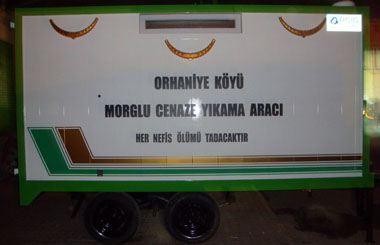 ORHANİYE KÖYÜ
MORGLU CENAZE YIKAMA ARACI
HER NEFİS ÖLÜMÜ TADACAKTIR